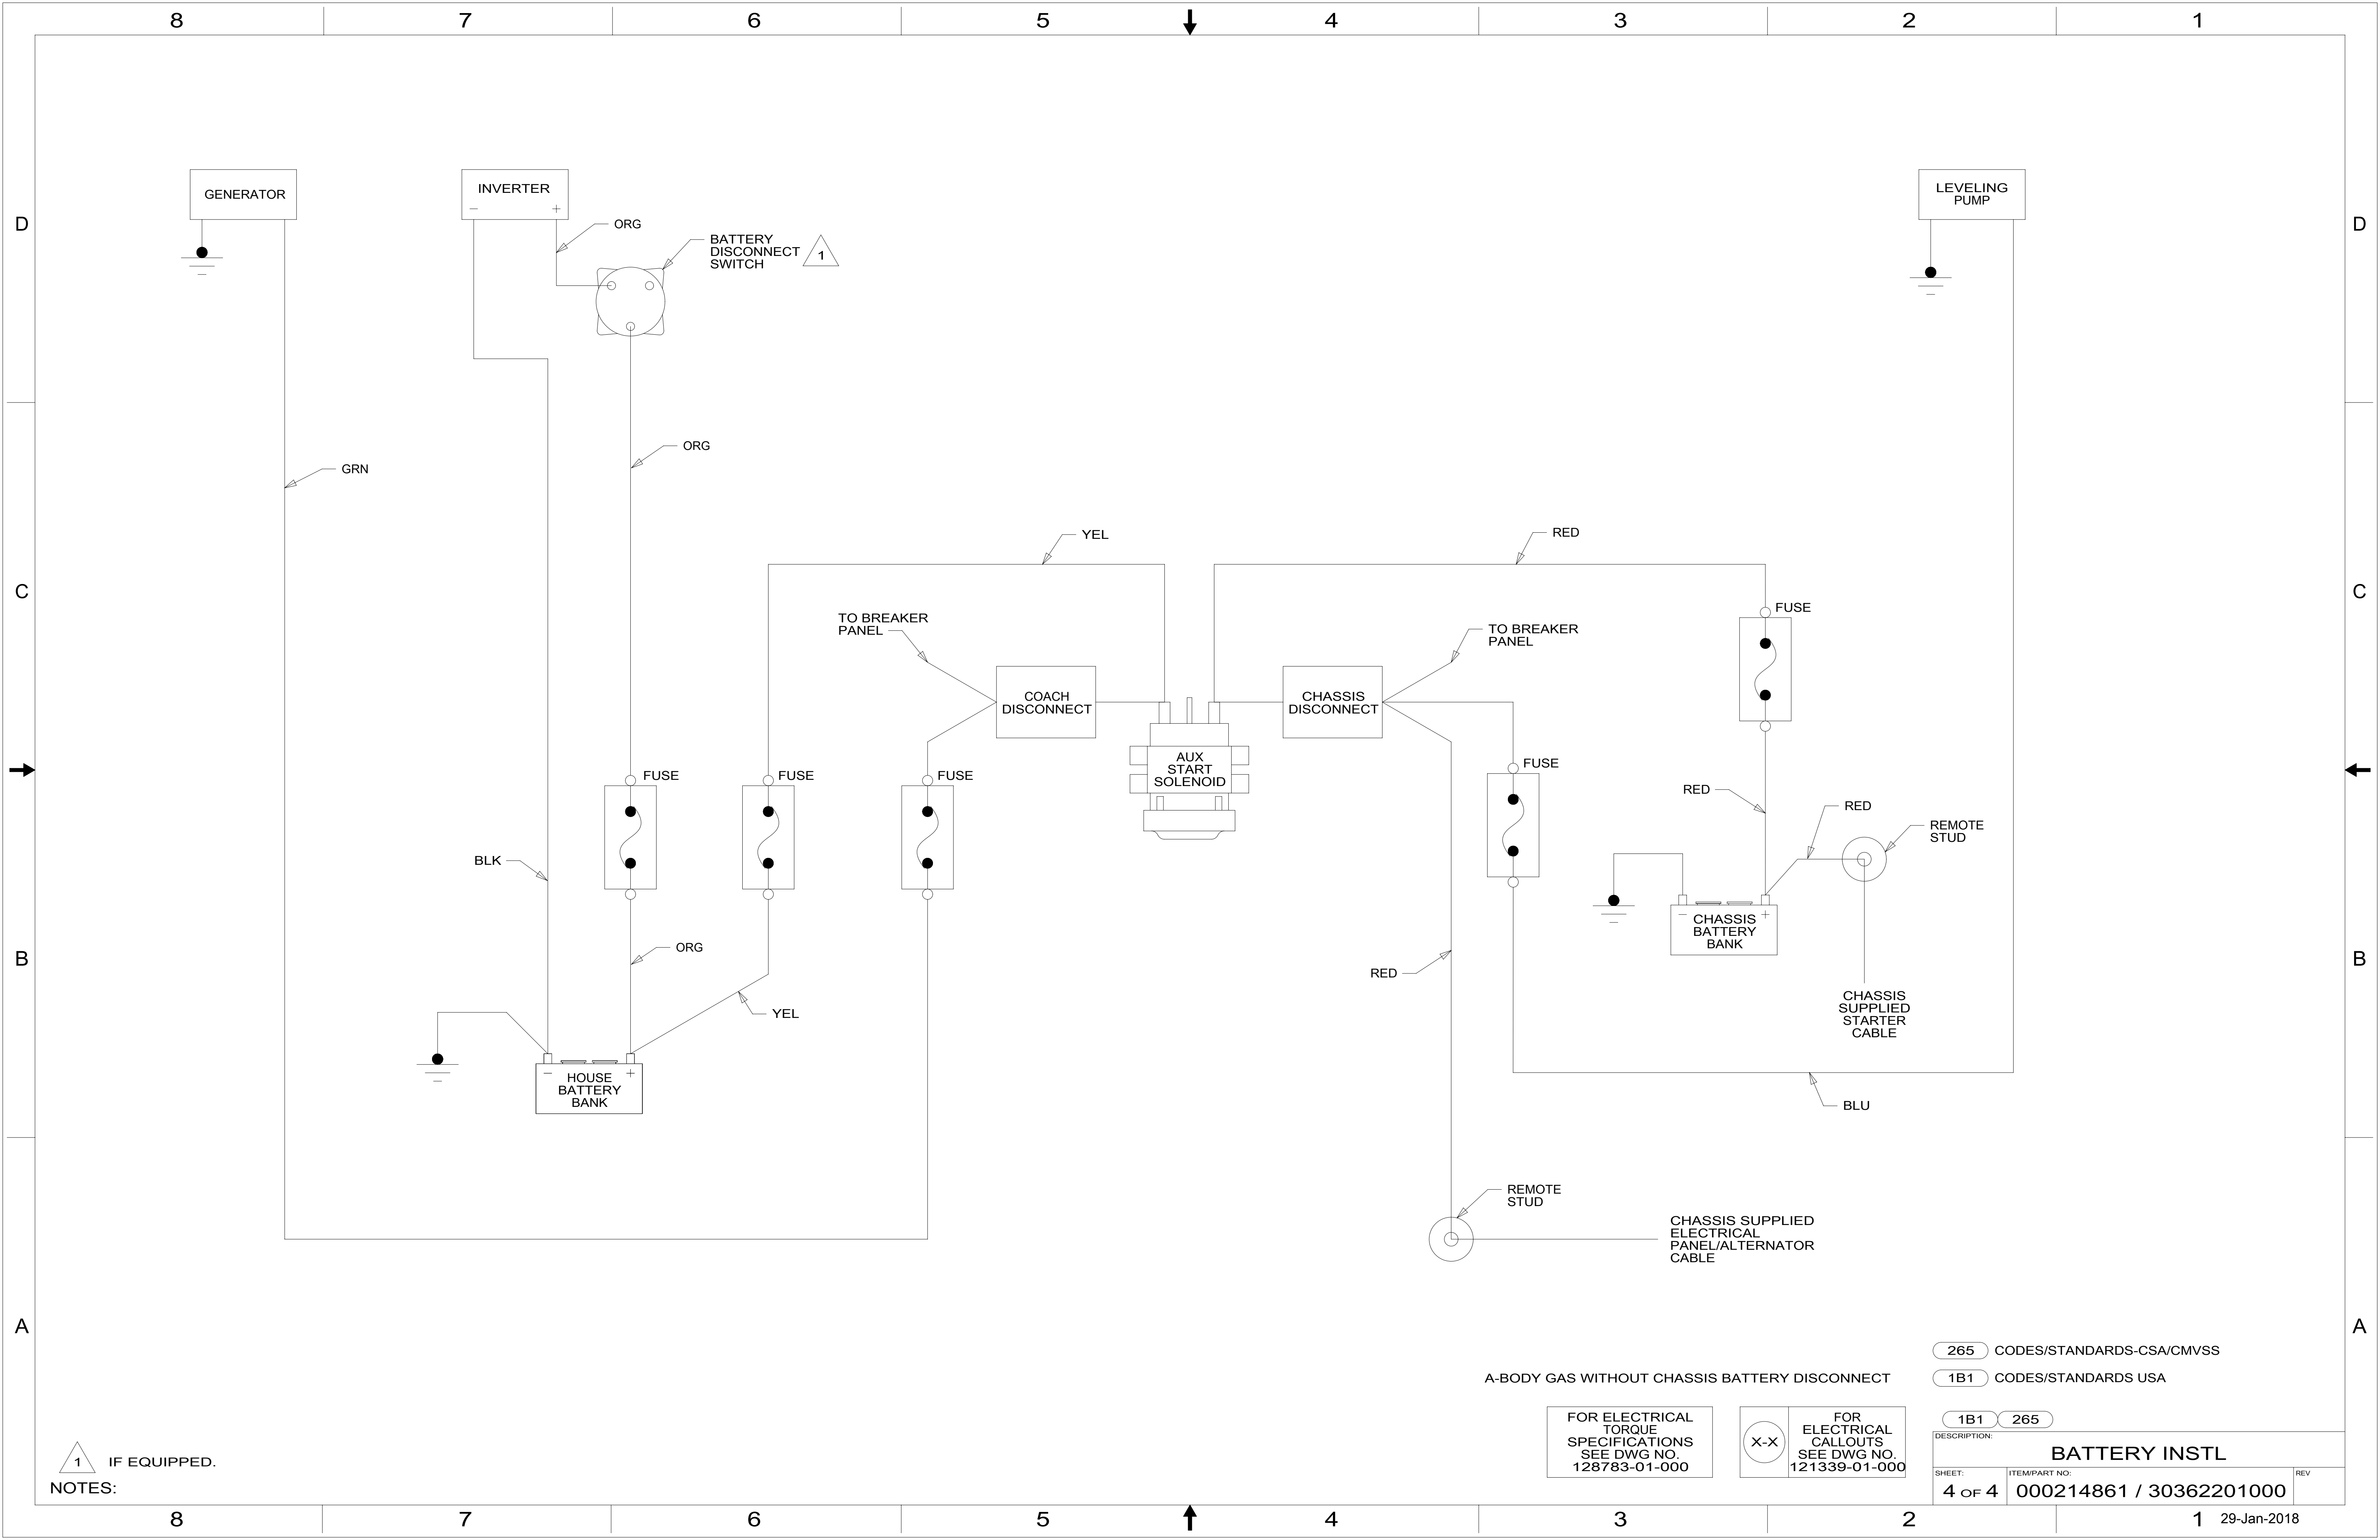 8 7 6 5 4 3 2 1
GENERATOR
INVERTER
− +
LEVELING
PUMP
D
D
ORG
BATTERY
DISCONNECT
SWITCH
1
ORG
GRN
YEL
RED
C
C
TO BREAKER
PANEL
FUSE
TO BREAKER
PANEL
COACH
DISCONNECT
CHASSIS
DISCONNECT
AUX
START
SOLENOID
FUSE
FUSE
FUSE
FUSE
RED
RED
REMOTE
STUD
BLK
− +
CHASSIS
BATTERY
BANK
ORG
B
B
RED
YEL
CHASSIS
SUPPLIED
STARTER
CABLE
− +
HOUSE
BATTERY
BANK
BLU
REMOTE
STUD
CHASSIS SUPPLIED
ELECTRICAL
PANEL/ALTERNATOR
CABLE
A
A
265 CODES/STANDARDS-CSA/CMVSS
A-BODY GAS WITHOUT CHASSIS BATTERY DISCONNECT
1B1 CODES/STANDARDS USA
FOR ELECTRICAL
TORQUE
SPECIFICATIONS
SEE DWG NO.
128783-01-000
X-X
FOR
ELECTRICAL
CALLOUTS
SEE DWG NO.
121339-01-000
1B1 265
DESCRIPTION:
BATTERY INSTL
SHEET:
4 OF 4
ITEM/PART NO:
000214861 / 30362201000
REV
1 IF EQUIPPED.
NOTES:
8 7 6 5 4 3 2 1
29-Jan-2018